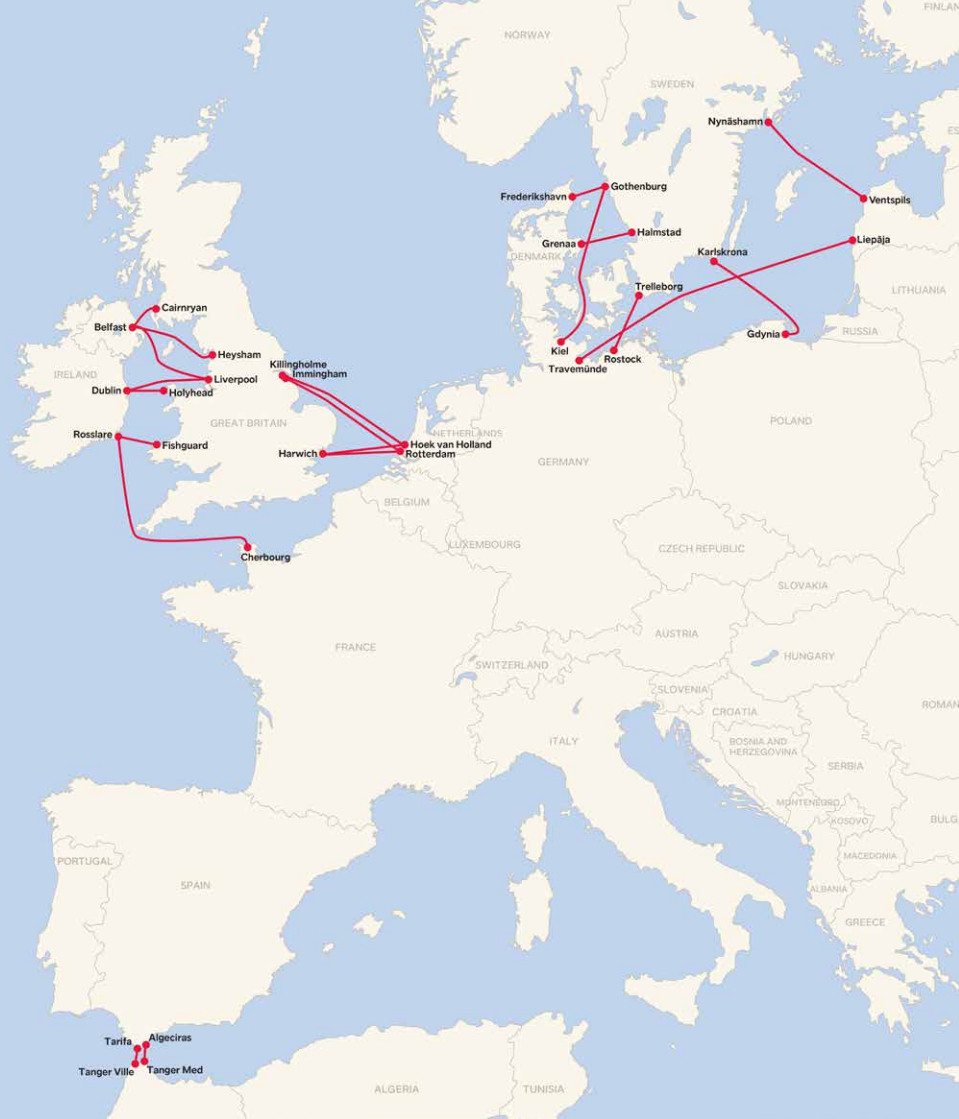 FINLAN
NORWAY
SWEDEN
Nynäshamn
ES
Gothenburg
Frederikshavn
Ventspils
Halmstad
Grenaa
Liepāja
Karlskrona
DENMARK
Trelleborg
LITHUANIA
Cairnryan
Belfast
Gdynia
RUSSIA
Kiel
Heysham
Rostock
Killingholme
Travemünde
IRELAND
Immingham
Liverpool
Dublin
Holyhead
GREAT BRITAIN
POLAND
Rosslare
NETHERLANDS
Fishguard
Hoek van Holland
Harwich
Rotterdam
GERMANY
BELGIUM
LUXEMBOURG
CZECH REPUBLIC
Cherbourg
SLOVAKIA
AUSTRIA
FRANCE
HUNGARY
SWITZERLAND
SLOVENIA
ROMAN
CROATIA
ITALY
BOSNIA AND
HERZEGOVINA
SERBIA
MONTENEGRO
KOSOVO
BULG
MACEDONIA
PORTUGAL
SPAIN
ALBANIA
GREECE
Algeciras
Tarifa
Tanger Ville
Tanger Med
ALGERIA
TUNISIA